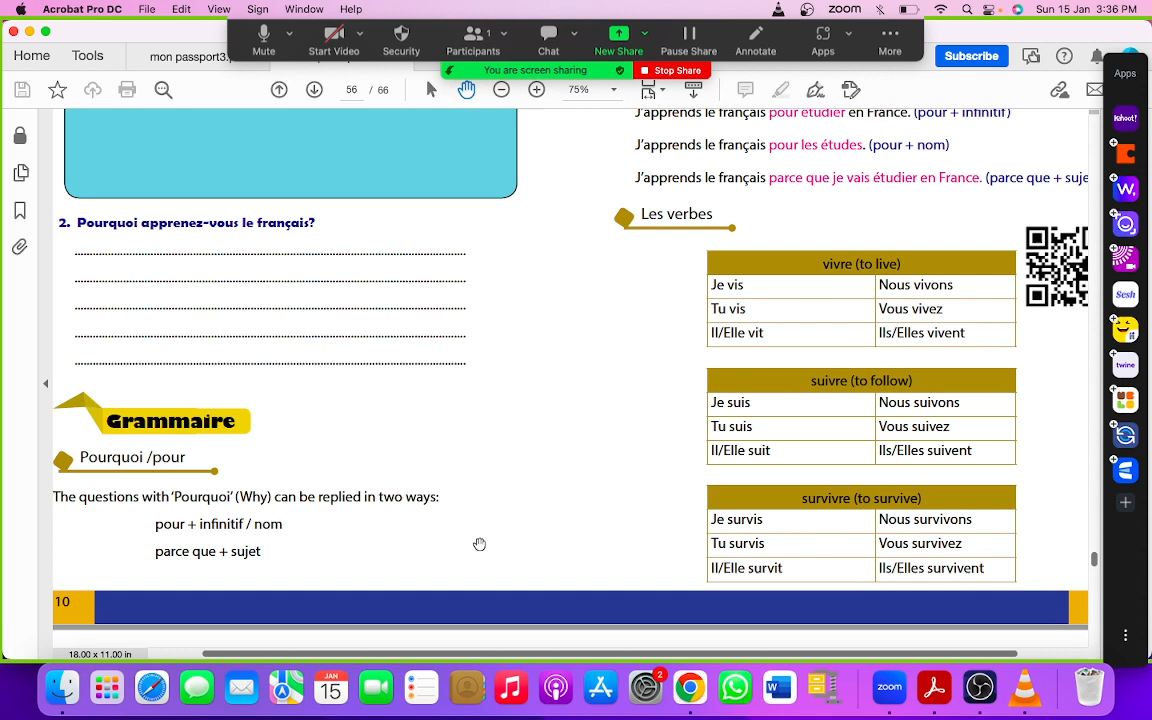 Acrobat Pro DC File Edit View Sign Window Help
zoom
Sun 15 Jan 3:36 PM
Mute
Start Video
Security
Participants 1
Chat
New Share
Pause Share
Annotate
Apps
More
You are screen sharing
Stop Share
Home Tools
mon passport3.
Subscribe
Apps
56 / 66
75%
Kahoot!
W,
Sesh
twine
2. Pourquoi apprenez-vous le français?
Grammaire
Pourquoi /pour
The questions with 'Pourquoi' (Why) can be replied in two ways:
pour + infinitif / nom
parce que + sujet
10
J'apprends le français pour étudier en France. (pour + infinitif)
J'apprends le français pour les études. (pour + nom)
J'apprends le français parce que je vais étudier en France. (parce que + suje
Les verbes
vivre (to live)
Je vis Nous vivons
Tu vis Vous vivez
Il/Elle vit Ils/Elles vivent
suivre (to follow)
Je suis Nous suivons
Tu suis Vous suivez
Il/Elle suit Ils/Elles suivent
survivre (to survive)
Je survis Nous survivons
Tu survis Vous survivez
Il/Elle survit Ils/Elles survivent
18.00 x 11.00 in
JAN
15
2
zoom